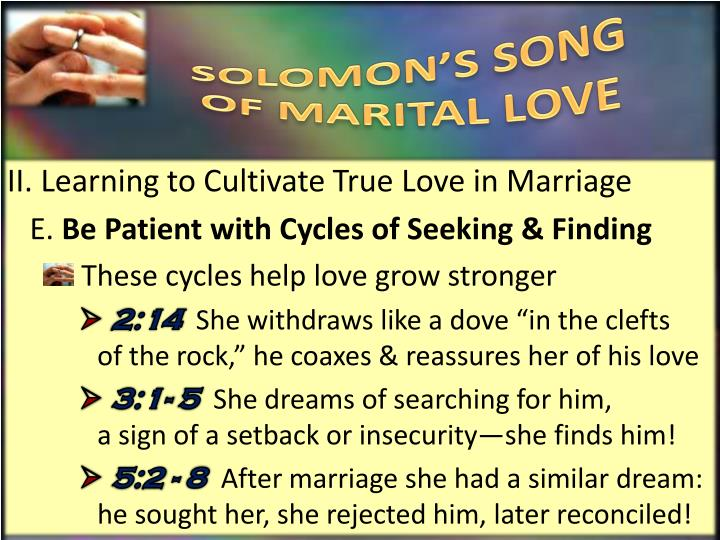 SOLOMON’S SONG
OF MARITAL LOVE
II. Learning to Cultivate True Love in Marriage
E. Be Patient with Cycles of Seeking & Finding
These cycles help love grow stronger
2:14 She withdraws like a dove “in the clefts
of the rock,” he coaxes & reassures her of his love
3:1-5 She dreams of searching for him,
a sign of a setback or insecurity—she finds him!
5:2-8 After marriage she had a similar dream:
he sought her, she rejected him, later reconciled!